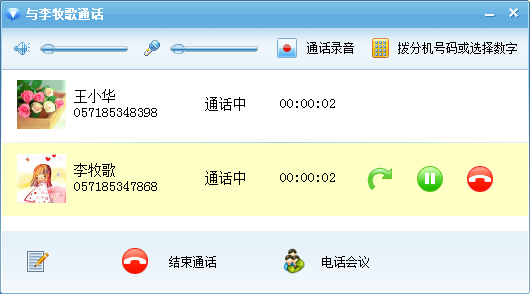 与李牧歌通话
通话录音 拨分机号码或选择数字
王小华
057185348398
通话中 00:00:02
李牧歌
057185347868
通话中 00:00:02
结束通话 电话会议